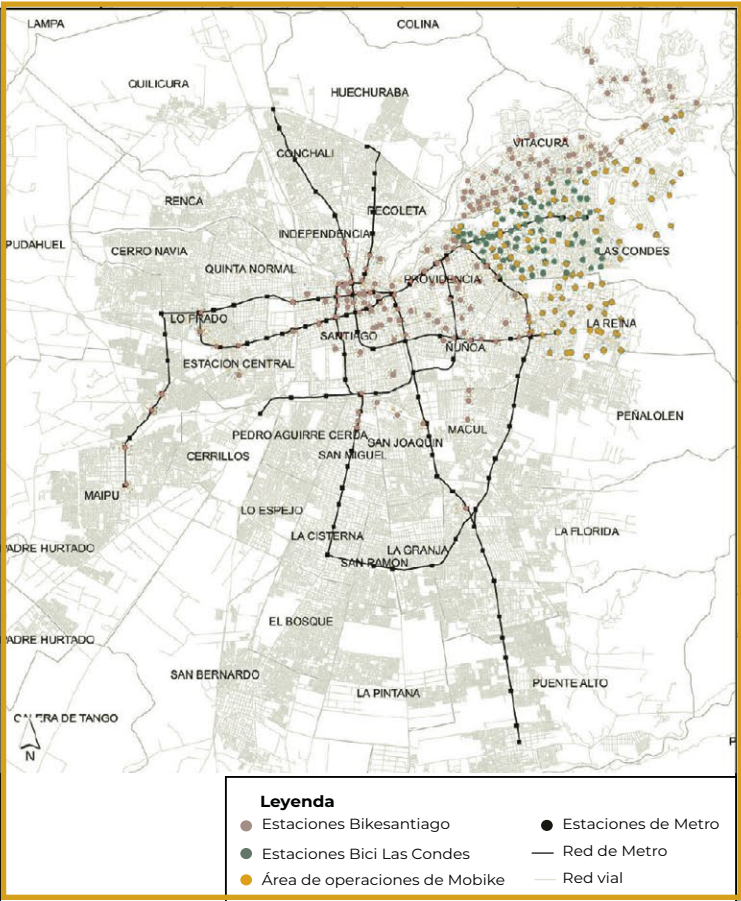 LAMPA
COLINA
QUILICURA
HUECHURABA
VITACURA
CONCHALI
RENCA
RECOLETA
INDEPENDENCIA
PUDAHUEL
CERRO NAVIA
LAS CONDES
QUINTA NORMAL
PROVIDENCIA
LO PRADO
LA REINA
SANTIAGO
ÑUÑOA
ESTACION CENTRAL
PEÑALOLEN
PEDRO AGUIRRE CERDA
MACUL
SAN JOAQUIN
CERRILLOS
SAN MIGUEL
MAIPU
LO ESPEJO
LA CISTERNA
LA FLORIDA
PADRE HURTADO
LA GRANJA
SAN RAMON
EL BOSQUE
PADRE HURTADO
SAN BERNARDO
PUENTE ALTO
LA PINTANA
CALERA DE TANGO
P
N
Leyenda
Estaciones Bikesantiago
Estaciones Bici Las Condes
Área de operaciones de Mobike
Estaciones de Metro
Red de Metro
Red vial